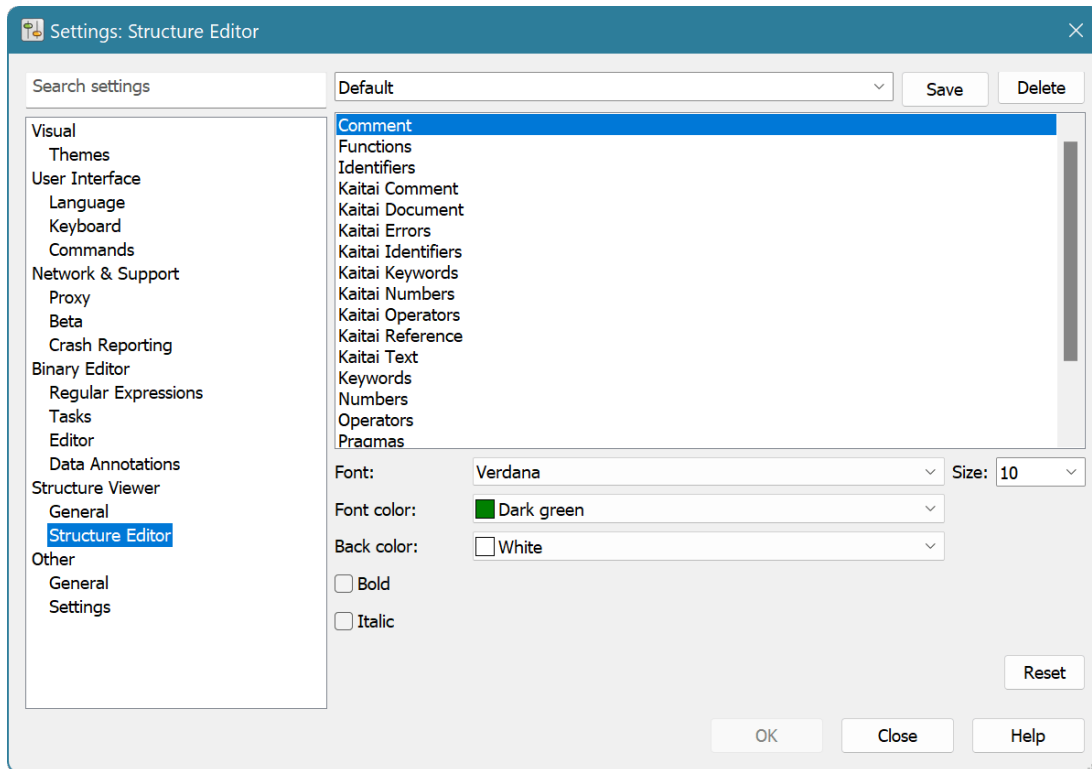 Settings: Structure Editor
Search settings
Visual
Themes
User Interface
Language
Keyboard
Commands
Network & Support
Proxy
Beta
Crash Reporting
Binary Editor
Regular Expressions
Tasks
Editor
Data Annotations
Structure Viewer
General
Structure Editor
Other
General
Settings
Default
Save
Delete
Comment
Functions
Identifiers
Kaitai Comment
Kaitai Document
Kaitai Errors
Kaitai Identifiers
Kaitai Keywords
Kaitai Numbers
Kaitai Operators
Kaitai Reference
Kaitai Text
Keywords
Numbers
Operators
Pragmas
Font: Verdana Size: 10
Font color: Dark green
Back color: White
Bold
Italic
Reset
OK Close Help